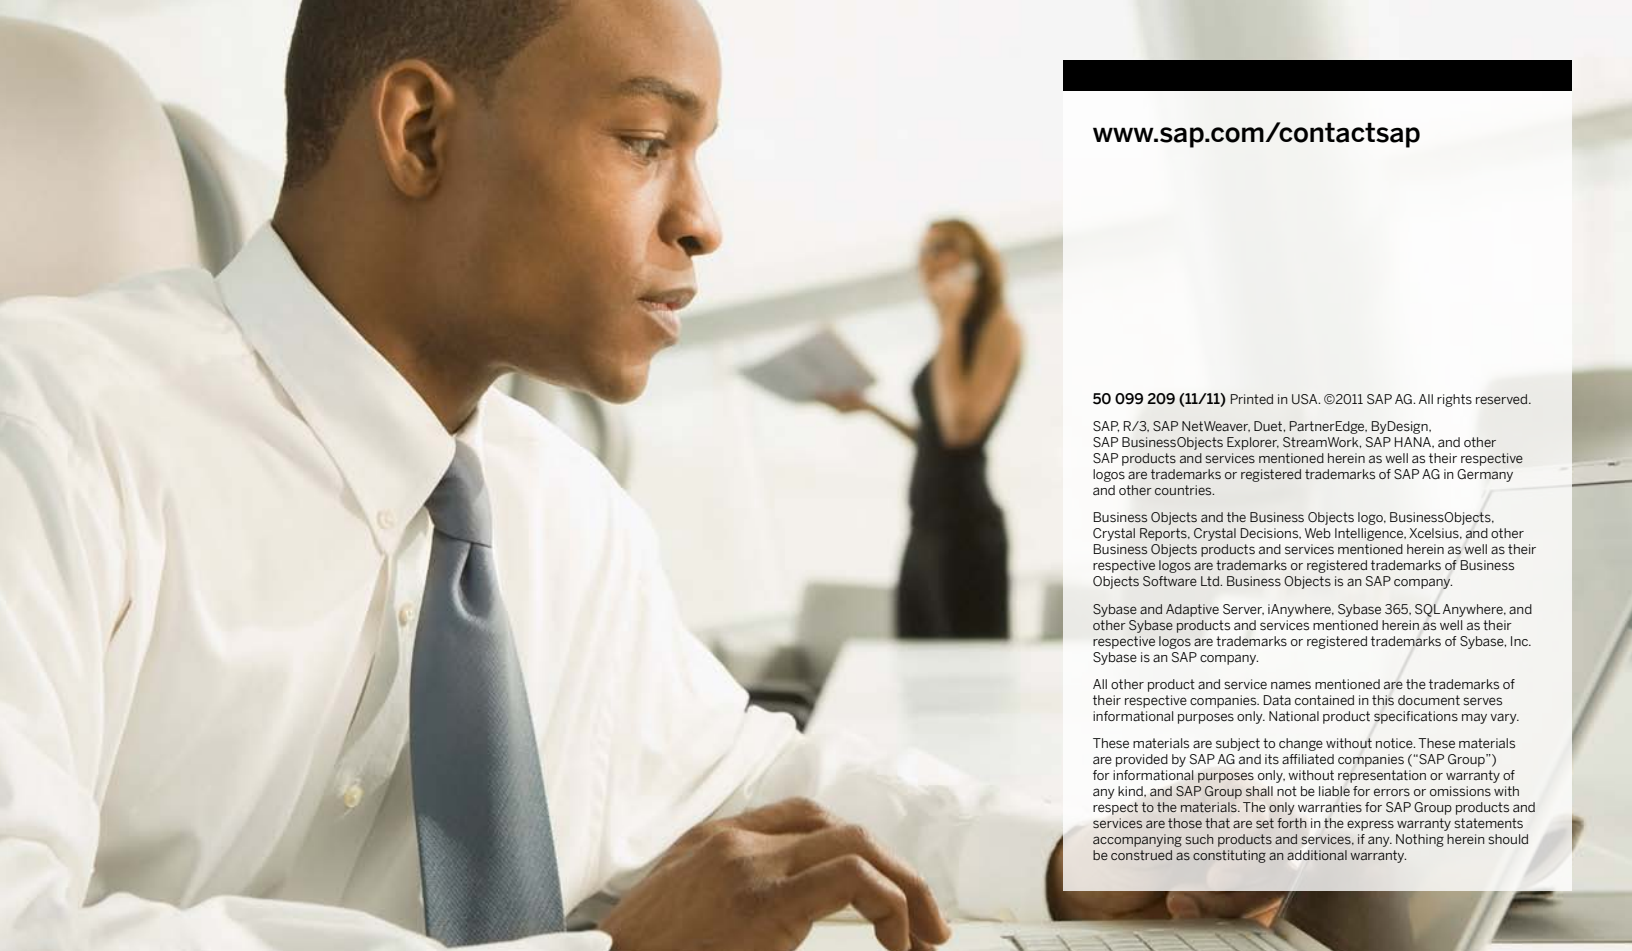 www.sap.com/contactsap
50 099 209 (11/11) Printed in USA. ©2011 SAP AG. All rights reserved.
SAP, R/3, SAP NetWeaver, Duet, PartnerEdge, ByDesign,
SAP BusinessObjects Explorer, StreamWork, SAP HANA, and other
SAP products and services mentioned herein as well as their respective
logos are trademarks or registered trademarks of SAP AG in Germany
and other countries.
Business Objects and the Business Objects logo, BusinessObjects,
Crystal Reports, Crystal Decisions, Web Intelligence, Xcelsius, and other
Business Objects products and services mentioned herein as well as their
respective logos are trademarks or registered trademarks of Business
Objects Software Ltd. Business Objects is an SAP company.
Sybase and Adaptive Server, iAnywhere, Sybase 365, SQL Anywhere, and
other Sybase products and services mentioned herein as well as their
respective logos are trademarks or registered trademarks of Sybase, Inc.
Sybase is an SAP company.
All other product and service names mentioned are the trademarks of
their respective companies. Data contained in this document serves
informational purposes only. National product specifications may vary.
These materials are subject to change without notice. These materials
are provided by SAP AG and its affiliated companies (“SAP Group”)
for informational purposes only, without representation or warranty of
any kind, and SAP Group shall not be liable for errors or omissions with
respect to the materials. The only warranties for SAP Group products and
services are those that are set forth in the express warranty statements
accompanying such products and services, if any. Nothing herein should
be construed as constituting an additional warranty.